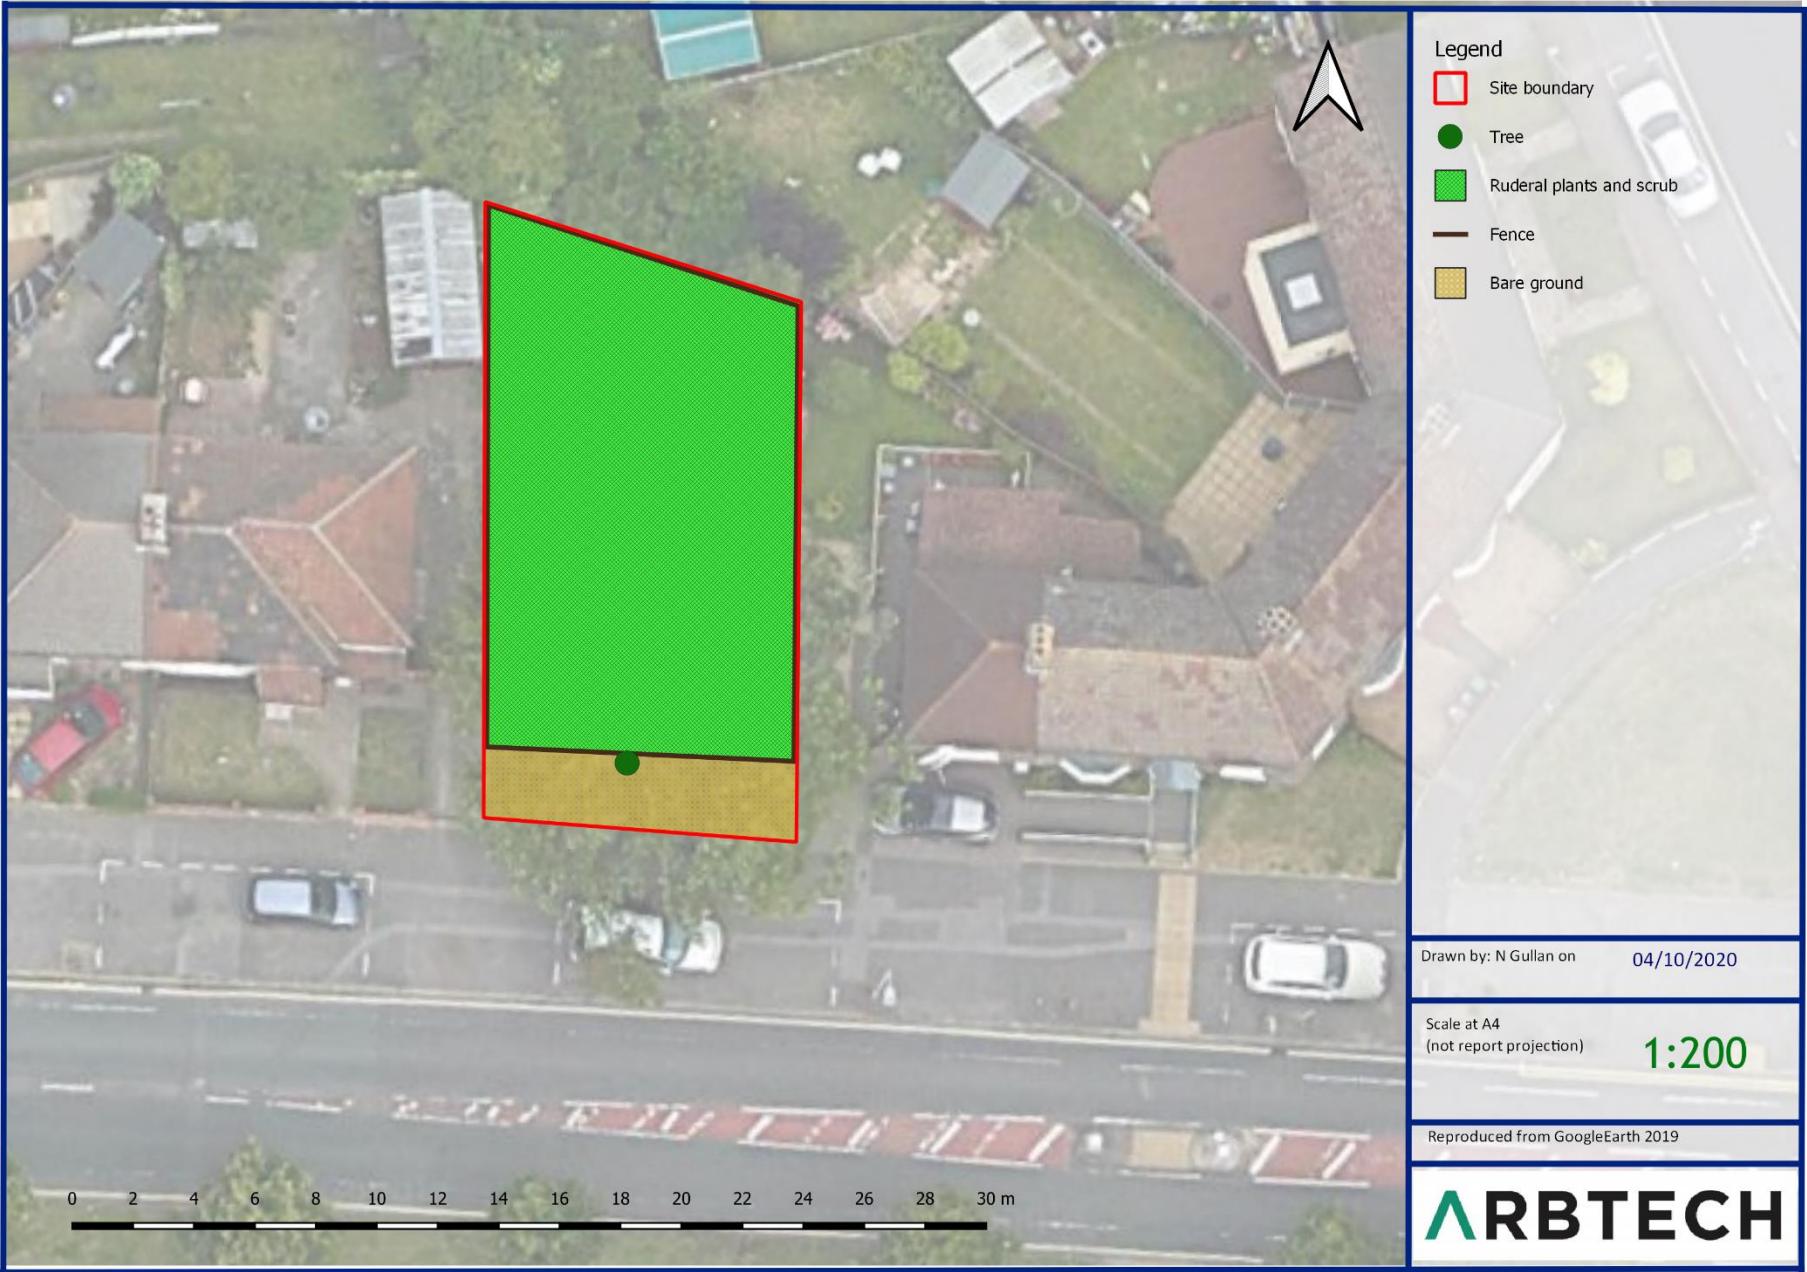 Legend
Site boundary
Tree
Ruderal plants and scrub
Fence
Bare ground
Drawn by: N Gullan on 04/10/2020
Scale at A4
(not report projection)
1:200
Reproduced from GoogleEarth 2019
0 2 4 6 8 10 12 14 16 18 20 22 24 26 28 30 m
ARBTECH